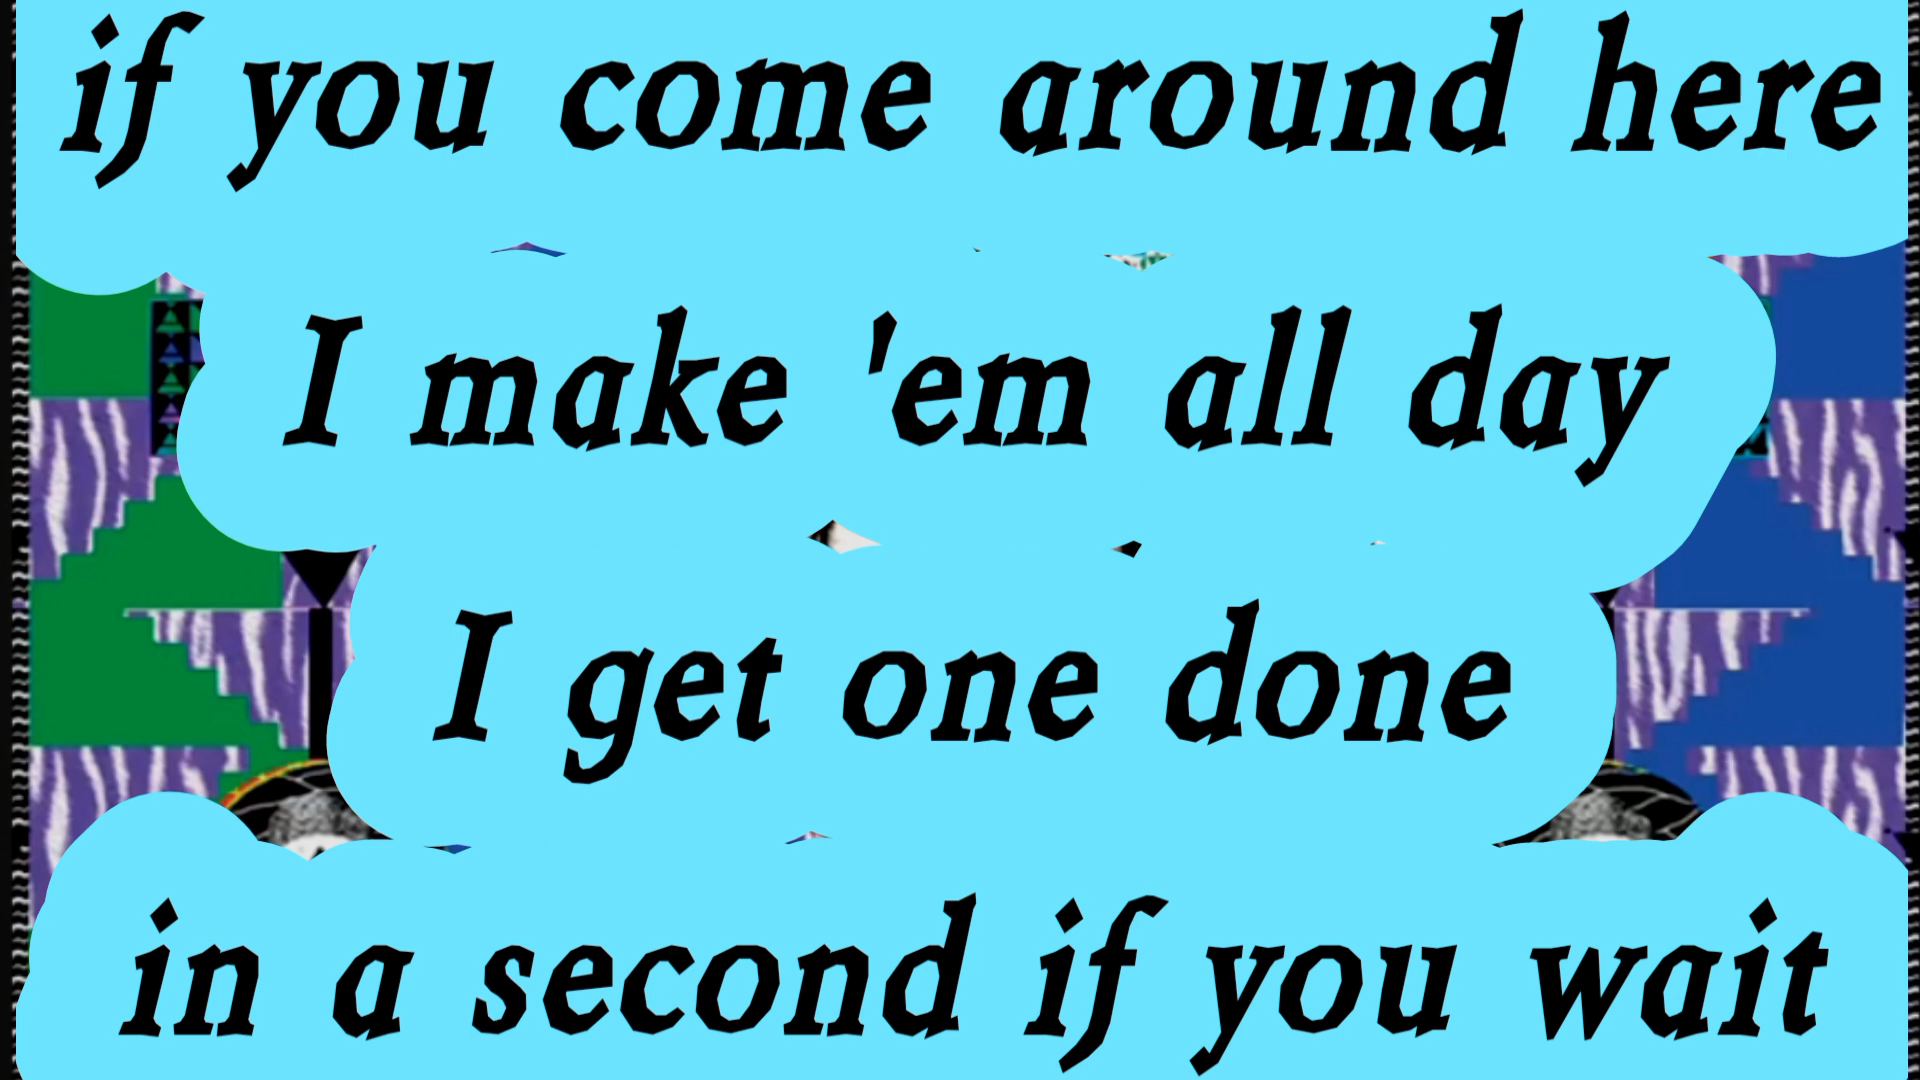 if you come around here
I make 'em all day
I get one done
in a second if you wait